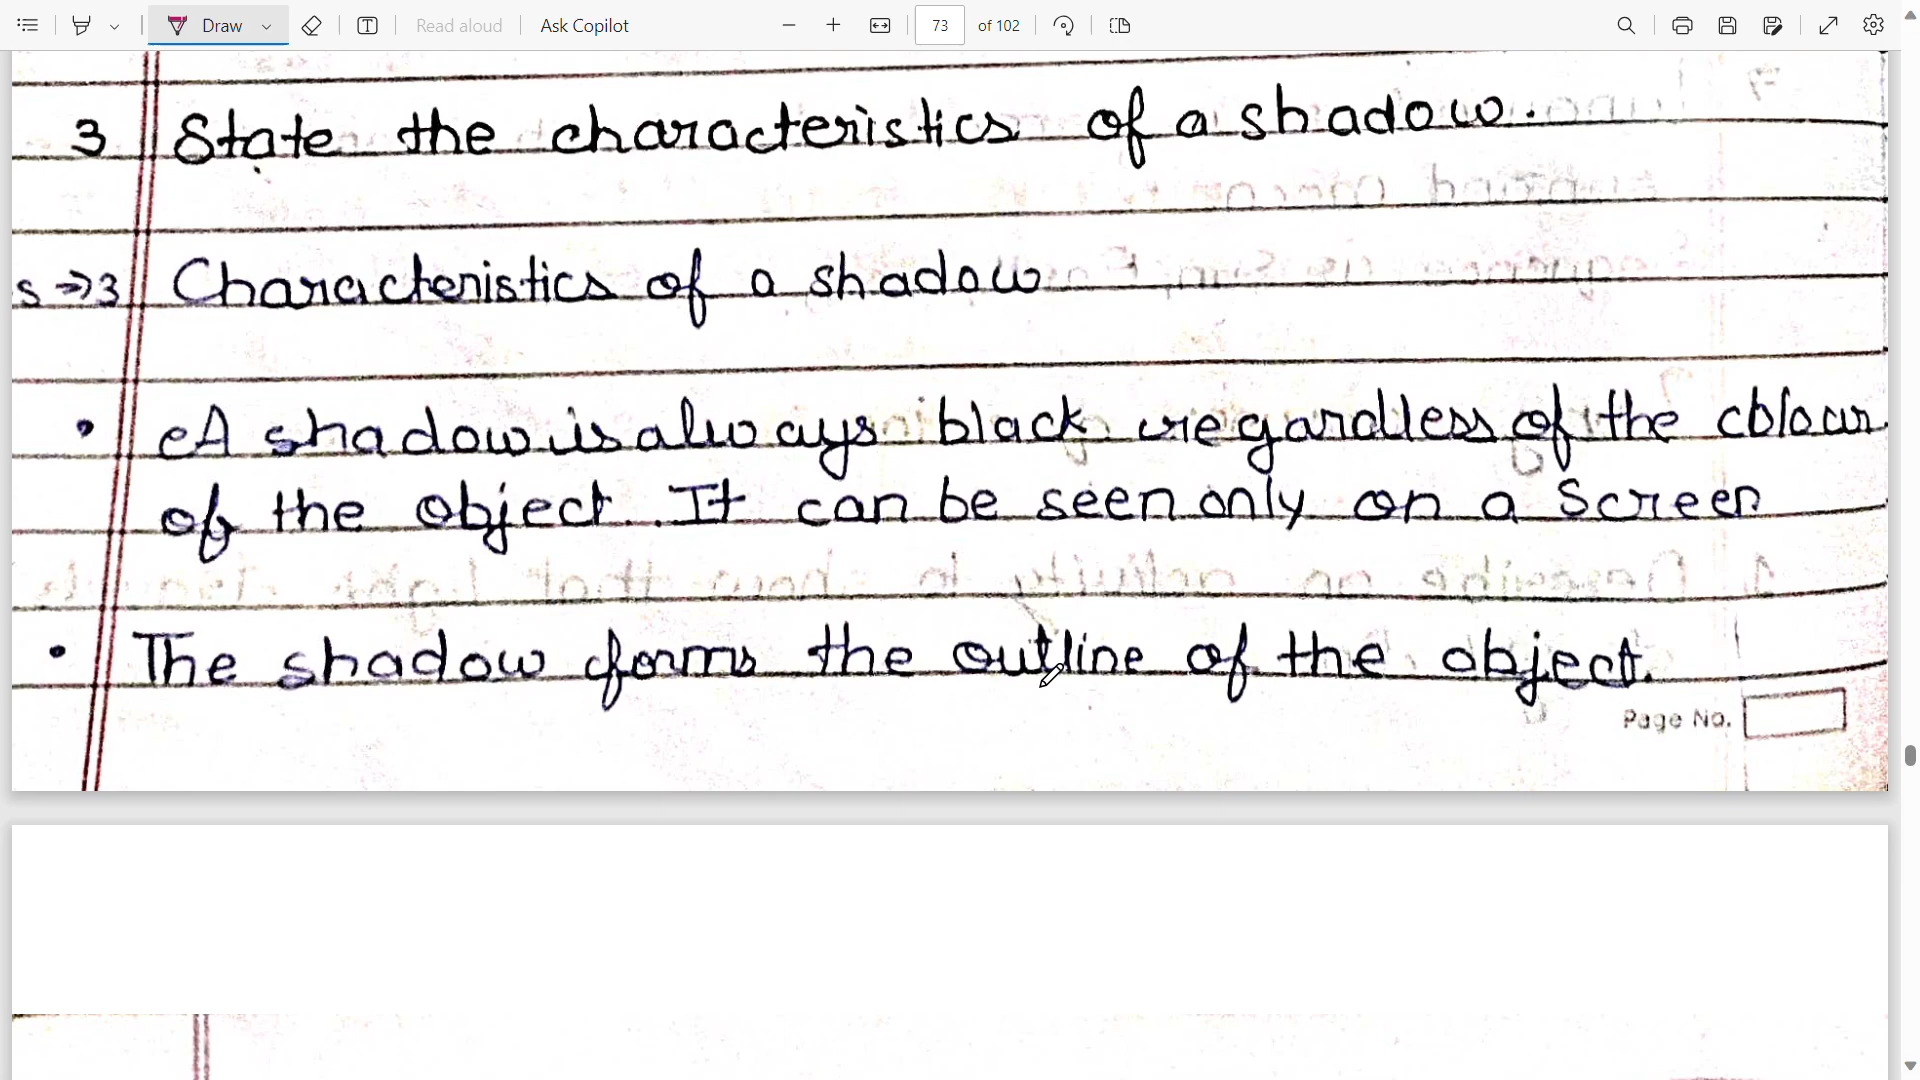 Draw Read aloud Ask Copilot 73 of 102
3 State the characteristics of a shadow.
s ⇒3 Characteristics of a shadow
• A shadow is always black regardless of the colour
of the object. It can be seen only on a Screen
• The shadow forms the outline of the object.
Page No.